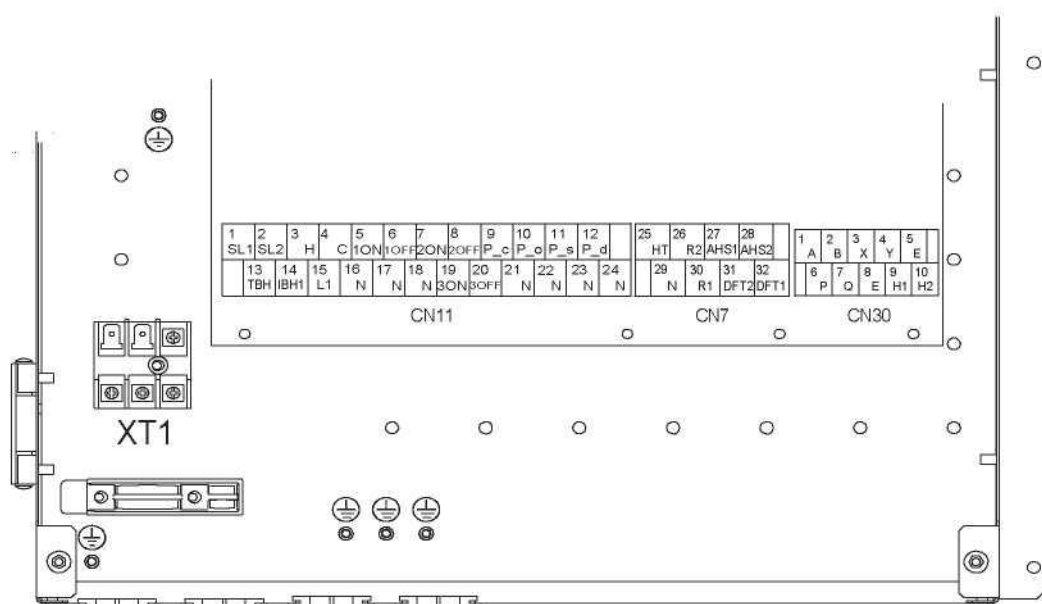 1 2 3 4 5 6 7 8 9 10 11 12
SL1 SL2 H C 1ON 1OFF 2ON 2OFF P_c P_o P_s P_d
13 14 15 16 17 18 19 20 21 22 23 24
TBH IBH1 L1 N N N 3ON 3OFF N N N N
CN11
25 26 27 28
HT R2 AHS1 AHS2
29 30 31 32
N R1 DFT2 DFT1
CN7
1 2 3 4 5
A B X Y E
6 7 8 9 10
P Q E H1 H2
CN30
XT1